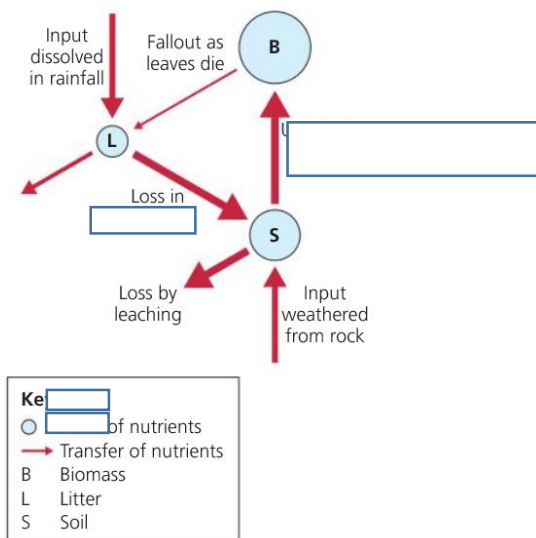 Input
dissolved
in rainfall
Fallout as
leaves die
B
L
Loss in
S
Loss by
leaching
Input
weathered
from rock
of nutrients
Transfer of nutrients
B Biomass
L Litter
S Soil